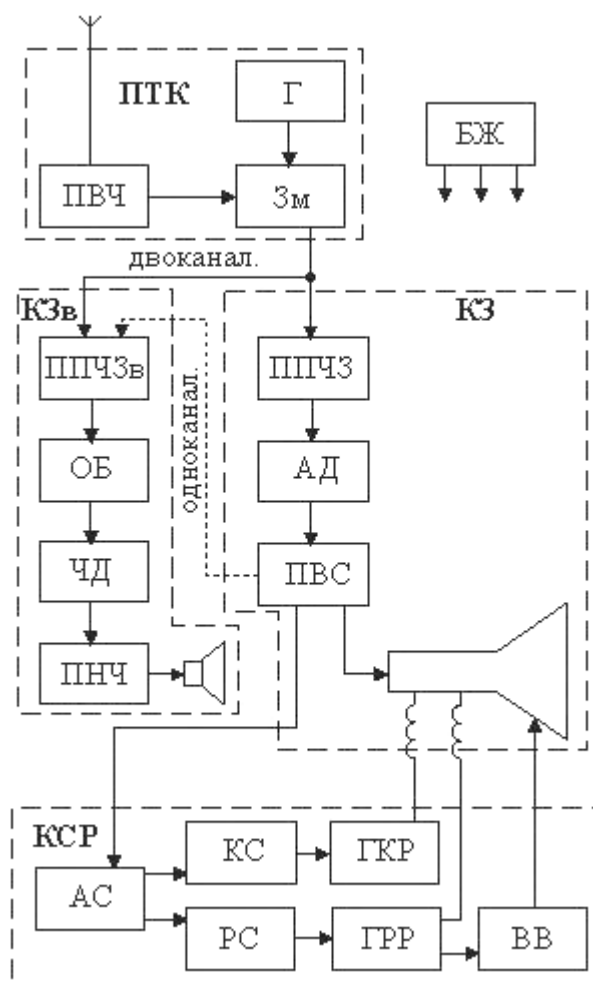 ПТК
Г
БЖ
ПВЧ
Зм
двоканал.
КЗв
КЗ
ППЧЗв
ППЧЗ
одноканал.
ОБ
АД
ЧД
ПВС
ПНЧ
КСР
КС
ГКР
АС
РС
ГРР
ВВ